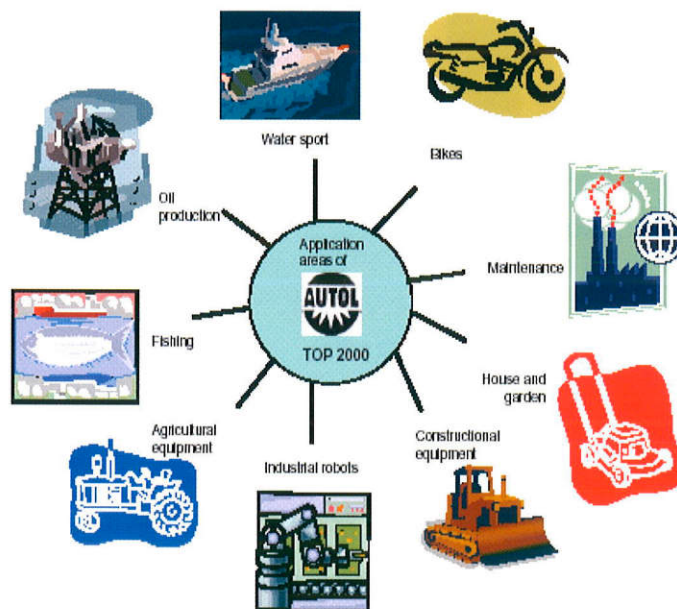 Water sport
Bikes
Oil
production
Application
areas of
AUTOL
TOP 2000
Maintenance
Fishing
House and
garden
Agricultural
equipment
Industrial robots
Constructional
equipment